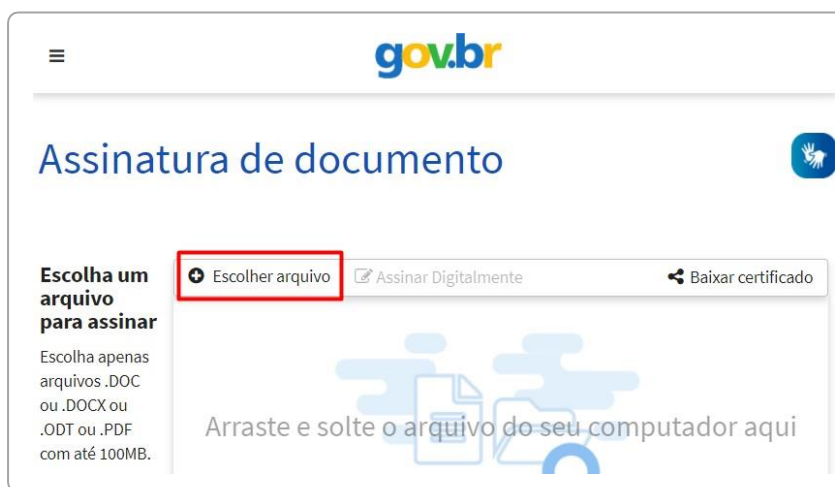 gov.br
Assinatura de documento
Escolha um
arquivo
para assinar
Escolha apenas
arquivos .DOC
ou .DOCX ou
.ODT ou .PDF
com até 100MB.
Escolher arquivo
Assinar Digitalmente
Baixar certificado
Arraste e solte o arquivo do seu computador aqui